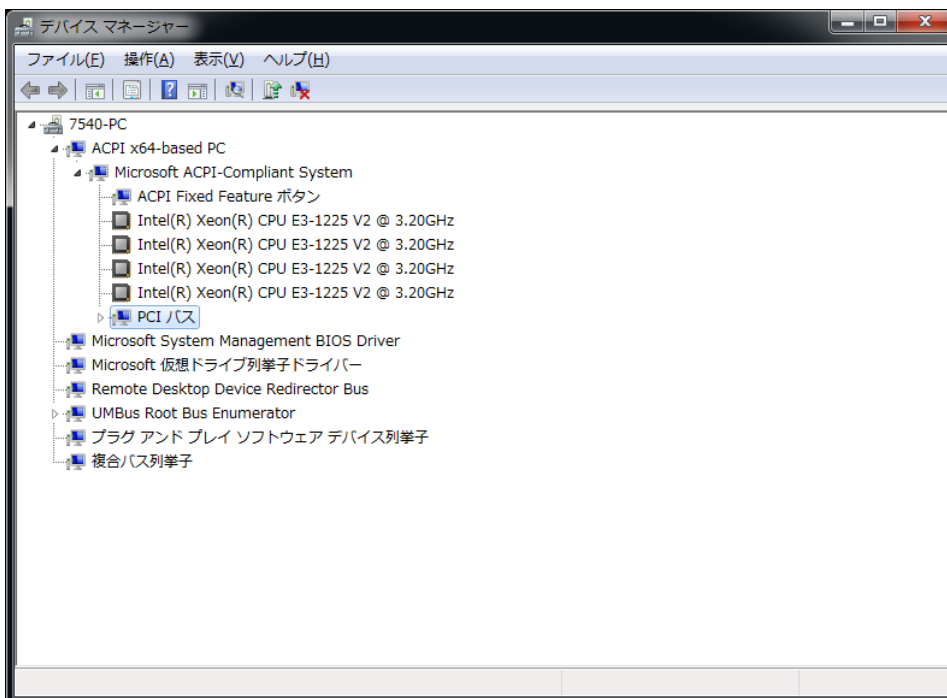 デバイス マネージャー
ファイル(F) 操作(A) 表示(V) ヘルプ(H)
7540-PC
ACPI x64-based PC
Microsoft ACPI-Compliant System
ACPI Fixed Feature ボタン
Intel(R) Xeon(R) CPU E3-1225 V2 @ 3.20GHz
Intel(R) Xeon(R) CPU E3-1225 V2 @ 3.20GHz
Intel(R) Xeon(R) CPU E3-1225 V2 @ 3.20GHz
Intel(R) Xeon(R) CPU E3-1225 V2 @ 3.20GHz
PCI バス
Microsoft System Management BIOS Driver
Microsoft 仮想ドライブ列挙子ドライバー
Remote Desktop Device Redirector Bus
UMBus Root Bus Enumerator
プラグ アンド プレイ ソフトウェア デバイス列挙子
複合バス列挙子